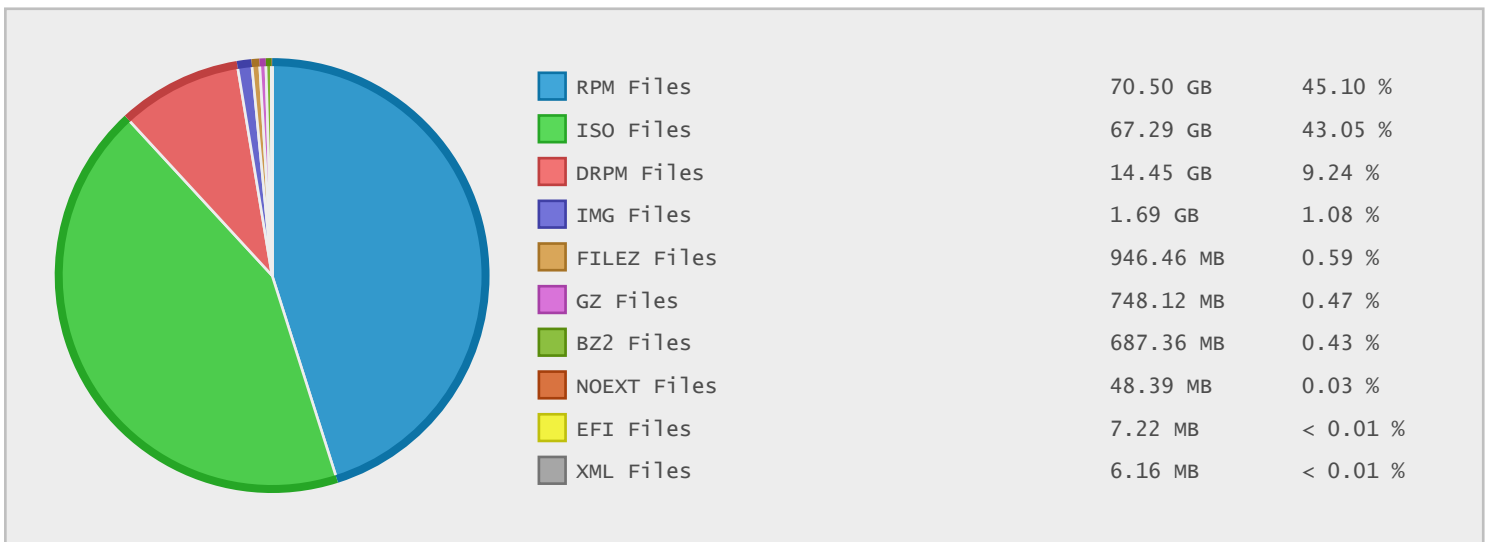 RPM Files 70.50 GB 45.10 %
ISO Files 67.29 GB 43.05 %
DRPM Files 14.45 GB 9.24 %
IMG Files 1.69 GB 1.08 %
FILEZ Files 946.46 MB 0.59 %
GZ Files 748.12 MB 0.47 %
BZ2 Files 687.36 MB 0.43 %
NOEXT Files 48.39 MB 0.03 %
EFI Files 7.22 MB < 0.01 %
XML Files 6.16 MB < 0.01 %